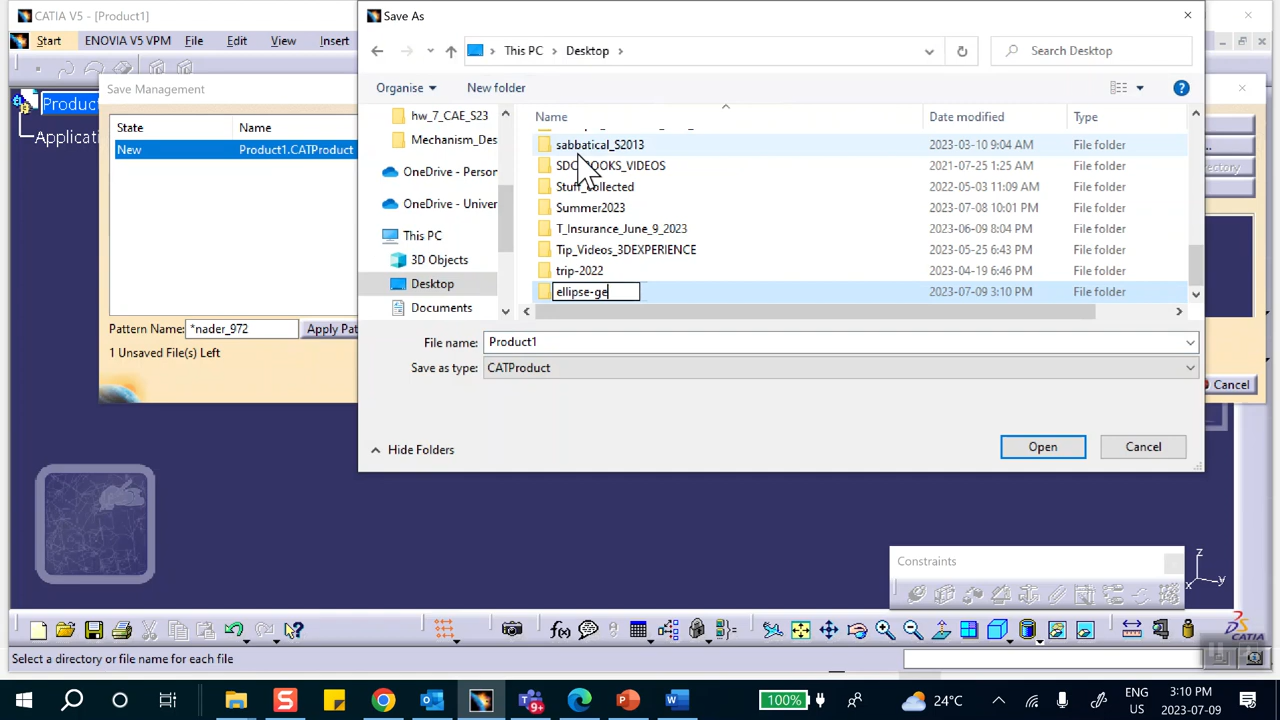 CATIA V5 - [Product1]
Start ENOVIA V5 VPM File Edit View Insert
Product
Applicati
Save Management
State Name
New Product1.CATProduct
Pattern Name: *nader_972 Apply Pat
1 Unsaved File(s) Left
Save As
This PC > Desktop >
Search Desktop
Organise New folder
hw_7_CAE_S23
Mechanism_Des
OneDrive - Person
OneDrive - Univer
This PC
3D Objects
Desktop
Documents
Name Date modified Type
sabbatical_S2013 2023-03-10 9:04 AM File folder
SDC BOOKS_VIDEOS 2021-07-25 1:25 AM File folder
Stuff_collected 2022-05-03 11:09 AM File folder
Summer2023 2023-07-08 10:01 PM File folder
T_Insurance_June_9_2023 2023-06-09 8:04 PM File folder
Tip_Videos_3DEXPERIENCE 2023-05-25 6:43 PM File folder
trip-2022 2023-04-19 6:46 PM File folder
ellipse-ge 2023-07-09 3:10 PM File folder
File name: Product1
Save as type: CATProduct
Hide Folders Open Cancel
...
rectory
Cancel
Constraints
z
x y
f(x)
CATIA
Select a directory or file name for each file
100% 24°C ENG US 3:10 PM 2023-07-09